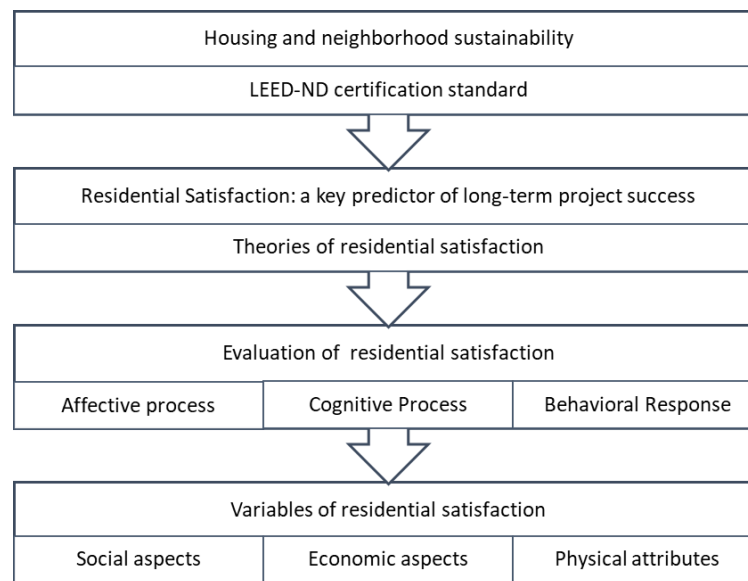 Housing and neighborhood sustainability
LEED-ND certification standard
Residential Satisfaction: a key predictor of long-term project success
Theories of residential satisfaction
Evaluation of residential satisfaction
Affective process
Cognitive Process
Behavioral Response
Variables of residential satisfaction
Social aspects
Economic aspects
Physical attributes